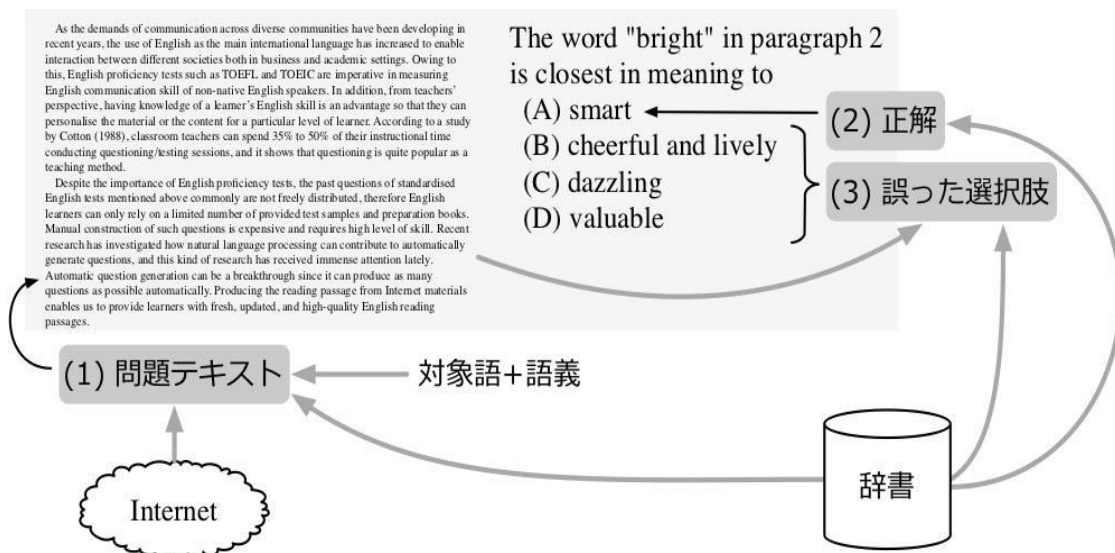 As the demands of communication across diverse communities have been developing in
recent years, the use of English as the main international language has increased to enable
interaction between different societies both in business and academic settings. Owing to
this, English proficiency tests such as TOEFL and TOEIC are imperative in measuring
English communication skill of non-native English speakers. In addition, from teachers'
perspective, having knowledge of a learner's English skill is an advantage so that they can
personalise the material or the content for a particular level of learner. According to a study
by Cotton (1988), classroom teachers can spend 35% to 50% of their instructional time
conducting questioning/testing sessions, and it shows that questioning is quite popular as a
teaching method.
Despite the importance of English proficiency tests, the past questions of standardised
English tests mentioned above commonly are not freely distributed, therefore English
learners can only rely on a limited number of provided test samples and preparation books.
Manual construction of such questions is expensive and requires high level of skill. Recent
research has investigated how natural language processing can contribute to automatically
generate questions, and this kind of research has received immense attention lately.
Automatic question generation can be a breakthrough since it can produce as many
questions as possible automatically. Producing the reading passage from Internet materials
enables us to provide learners with fresh, updated, and high-quality English reading
passages.
The word "bright" in paragraph 2
is closest in meaning to
(A) smart
(B) cheerful and lively
(C) dazzling
(D) valuable
(2) 正解
(3) 誤った選択肢
(1) 問題テキスト
対象語+語義
Internet
辞書